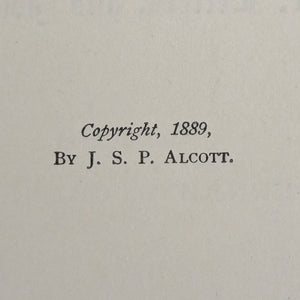 Copyright, 1889,
By J. S. P. Alcott.